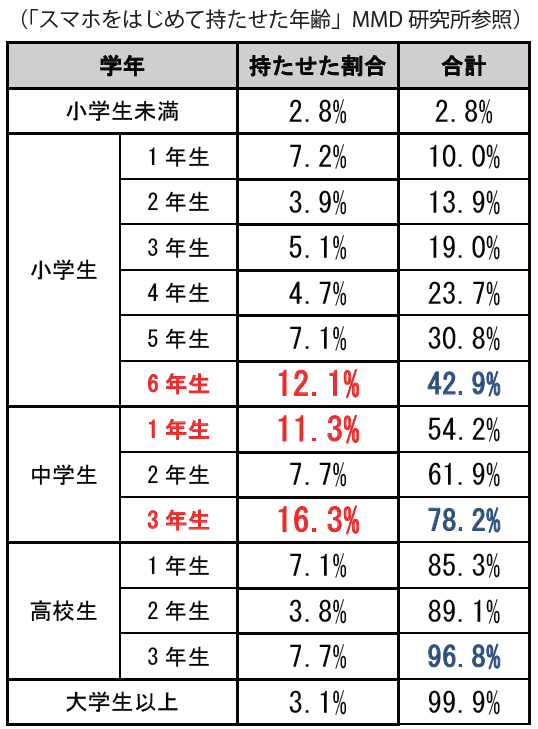 （「スマホをはじめて持たせた年齢」MMD 研究所参照）
学年 持たせた割合 合計
小学生未満 2.8% 2.8%
小学生
1年生 7.2% 10.0%
2年生 3.9% 13.9%
3年生 5.1% 19.0%
4年生 4.7% 23.7%
5年生 7.1% 30.8%
6年生 12.1% 42.9%
中学生
1年生 11.3% 54.2%
2年生 7.7% 61.9%
3年生 16.3% 78.2%
高校生
1年生 7.1% 85.3%
2年生 3.8% 89.1%
3年生 7.7% 96.8%
大学生以上 3.1% 99.9%